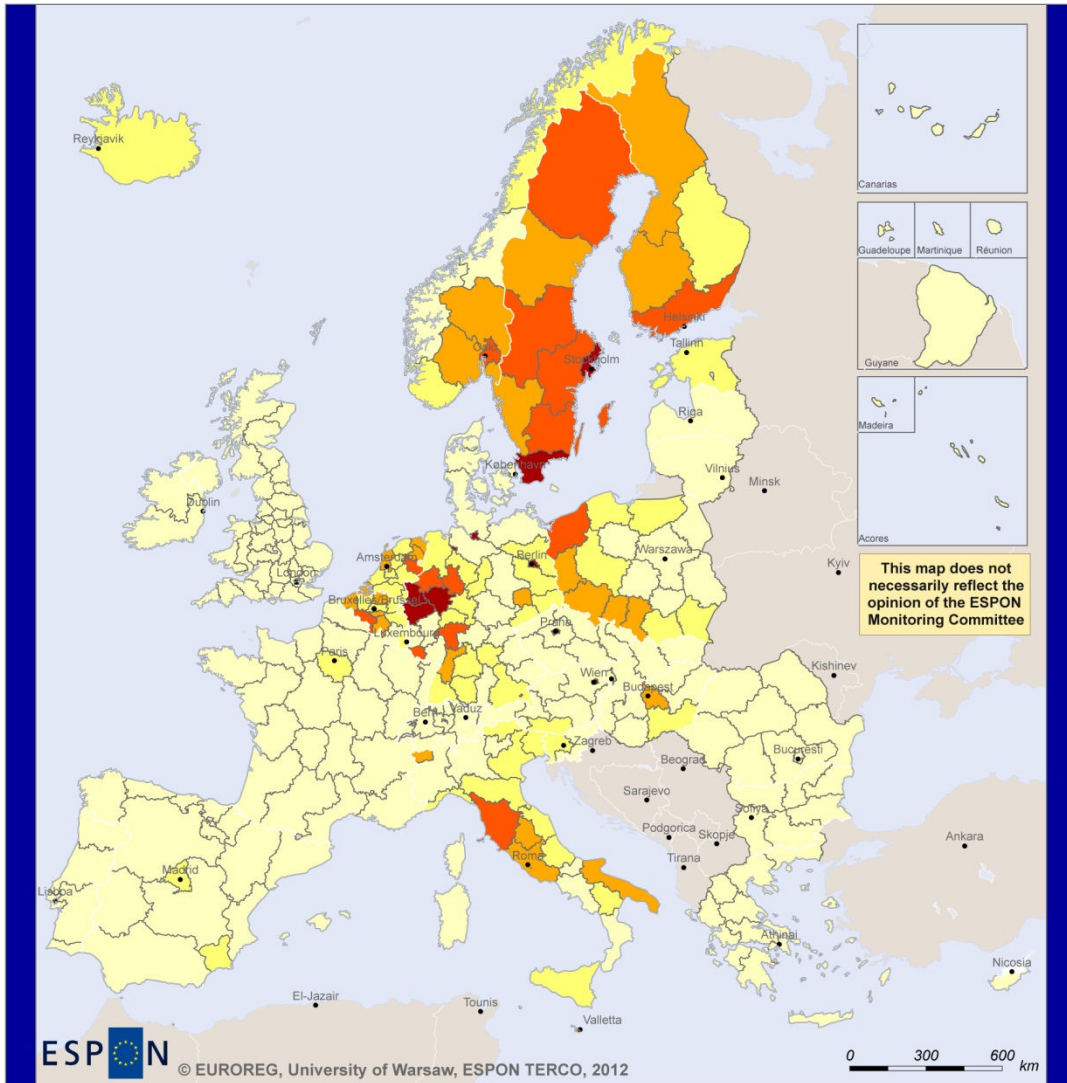 Reykjavik
Canarias
Guadeloupe
Martinique
Réunion
Guyane
Madeira
Acores
This map does not
necessarily reflect the
opinion of the ESPON
Monitoring Committee
Helsinki
Tallinn
Oslo
Stockholm
Riga
København
Vilnius
Minsk
Dublin
Amsterdam
Berlin
Warszawa
London
Kyiv
Bruxelles/Brussel
Luxembourg
Praha
Paris
Wien
Kishinev
Budapest
Bern
Vaduz
Zagreb
Bucuresti
Beograd
Sarajevo
Sofiya
Podgorica
Skopje
Ankara
Roma
Tirana
Madrid
Lisboa
Athinai
Nicosia
El-Jazair
Tounis
Valletta
ESPON
© EUROREG, University of Warsaw, ESPON TERCO, 2012
0 300 600
km